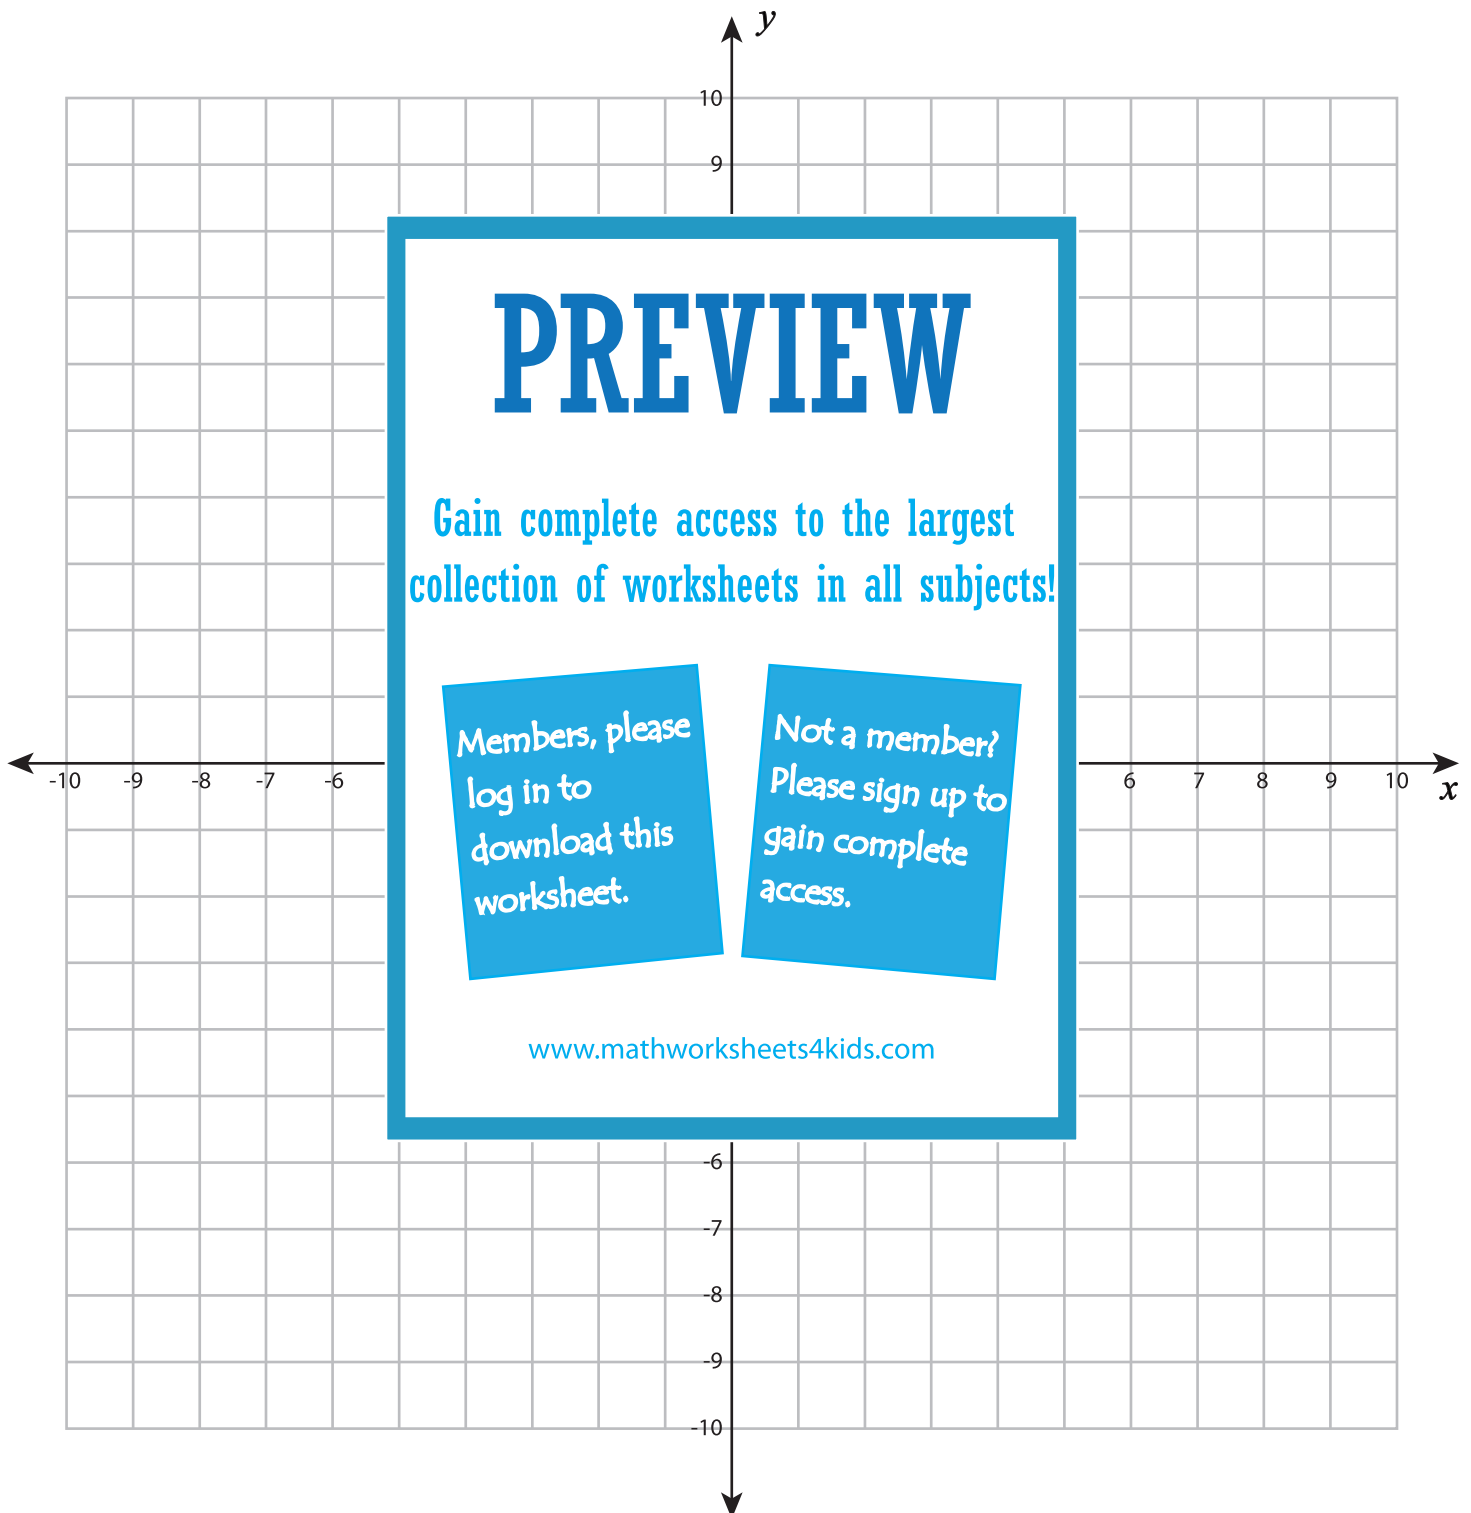 y
10
9
PREVIEW
Gain complete access to the largest
collection of worksheets in all subjects!
Members, please
log in to
download this
worksheet.
Not a member?
Please sign up to
gain complete
access.
-10 -9 -8 -7 -6 6 7 8 9 10 x
www.mathworksheets4kids.com
-6
-7
-8
-9
-10